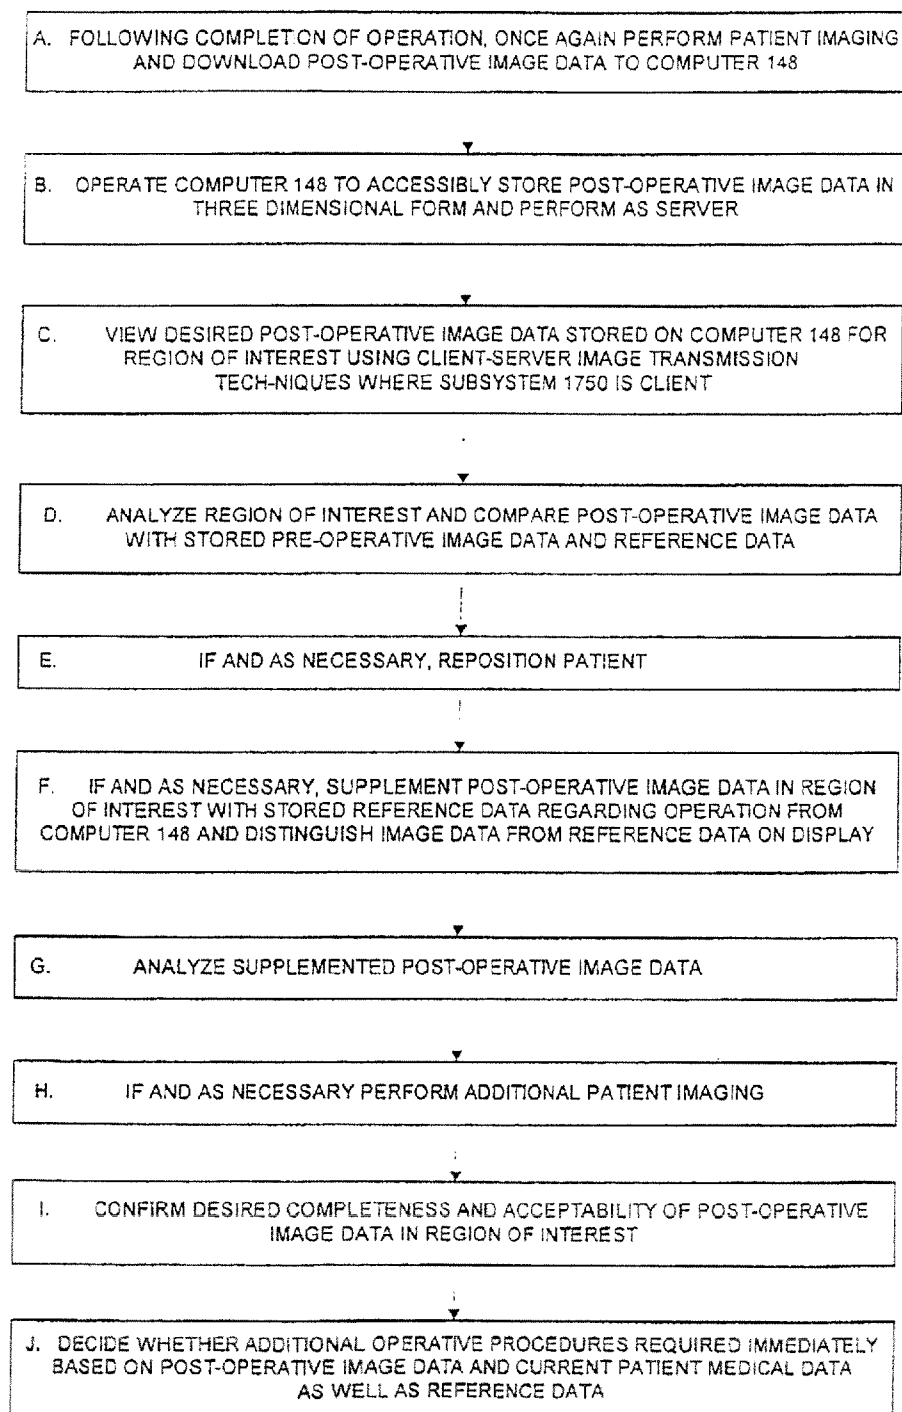 A. FOLLOWING COMPLETION OF OPERATION, ONCE AGAIN PERFORM PATIENT IMAGING
AND DOWNLOAD POST-OPERATIVE IMAGE DATA TO COMPUTER 148
B. OPERATE COMPUTER 148 TO ACCESSIBLY STORE POST-OPERATIVE IMAGE DATA IN
THREE DIMENSIONAL FORM AND PERFORM AS SERVER
C. VIEW DESIRED POST-OPERATIVE IMAGE DATA STORED ON COMPUTER 148 FOR
REGION OF INTEREST USING CLIENT-SERVER IMAGE TRANSMISSION
TECH-NIQUES WHERE SUBSYSTEM 1750 IS CLIENT
D. ANALYZE REGION OF INTEREST AND COMPARE POST-OPERATIVE IMAGE DATA
WITH STORED PRE-OPERATIVE IMAGE DATA AND REFERENCE DATA
E. IF AND AS NECESSARY, REPOSITION PATIENT
F. IF AND AS NECESSARY, SUPPLEMENT POST-OPERATIVE IMAGE DATA IN REGION
OF INTEREST WITH STORED REFERENCE DATA REGARDING OPERATION FROM
COMPUTER 148 AND DISTINGUISH IMAGE DATA FROM REFERENCE DATA ON DISPLAY
G. ANALYZE SUPPLEMENTED POST-OPERATIVE IMAGE DATA
H. IF AND AS NECESSARY PERFORM ADDITIONAL PATIENT IMAGING
I. CONFIRM DESIRED COMPLETENESS AND ACCEPTABILITY OF POST-OPERATIVE
IMAGE DATA IN REGION OF INTEREST
J. DECIDE WHETHER ADDITIONAL OPERATIVE PROCEDURES REQUIRED IMMEDIATELY
BASED ON POST-OPERATIVE IMAGE DATA AND CURRENT PATIENT MEDICAL DATA
AS WELL AS REFERENCE DATA